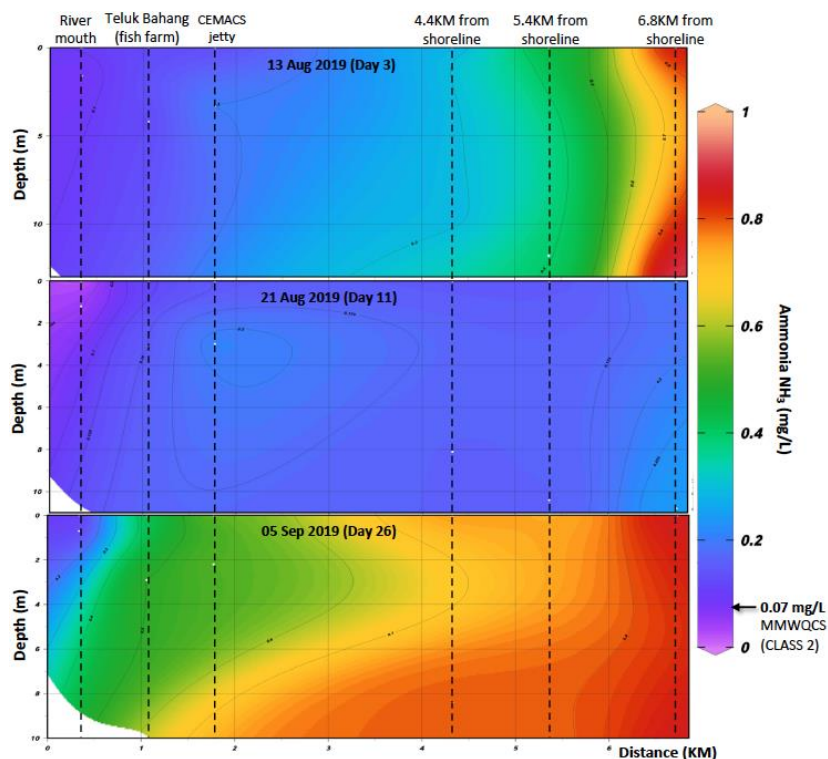 River mouth
Teluk Bahang (fish farm)
CEMACS jetty
4.4KM from shoreline
5.4KM from shoreline
6.8KM from shoreline
13 Aug 2019 (Day 3)
Depth (m)
0
5
10
21 Aug 2019 (Day 11)
Depth (m)
0
2
4
6
8
10
05 Sep 2019 (Day 26)
Depth (m)
0
2
4
6
8
10
0
1
2
3
4
5
6
Distance (KM)
1
0.8
0.6
0.4
0.2
0
Ammonia NH₃ (mg/L)
0.07 mg/L
MMWQCS
(CLASS 2)